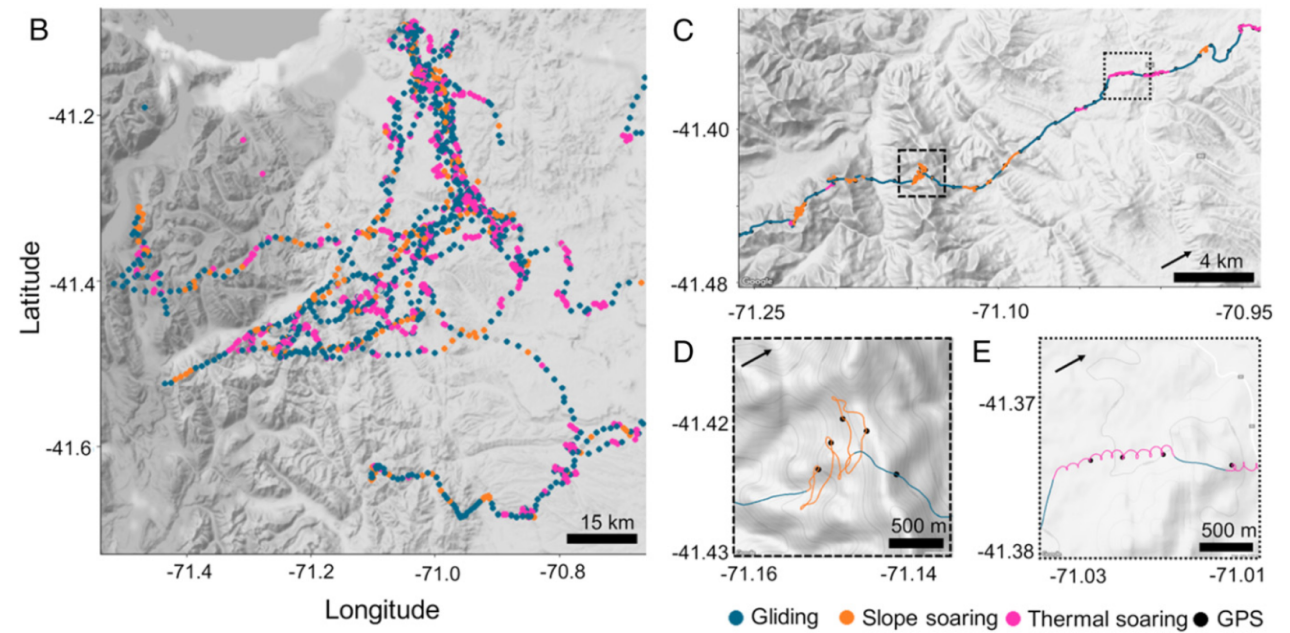 B
C
-41.2
-41.4
-41.6
Latitude
15 km
-71.4
-71.2
-71.0
-70.8
Longitude
-41.40
-41.48
4 km
Google
-71.25
-71.10
-70.95
D
E
-41.42
-41.43
500 m
-71.16
-71.14
-41.37
-41.38
500 m
-71.03
-71.01
Gliding
Slope soaring
Thermal soaring
GPS